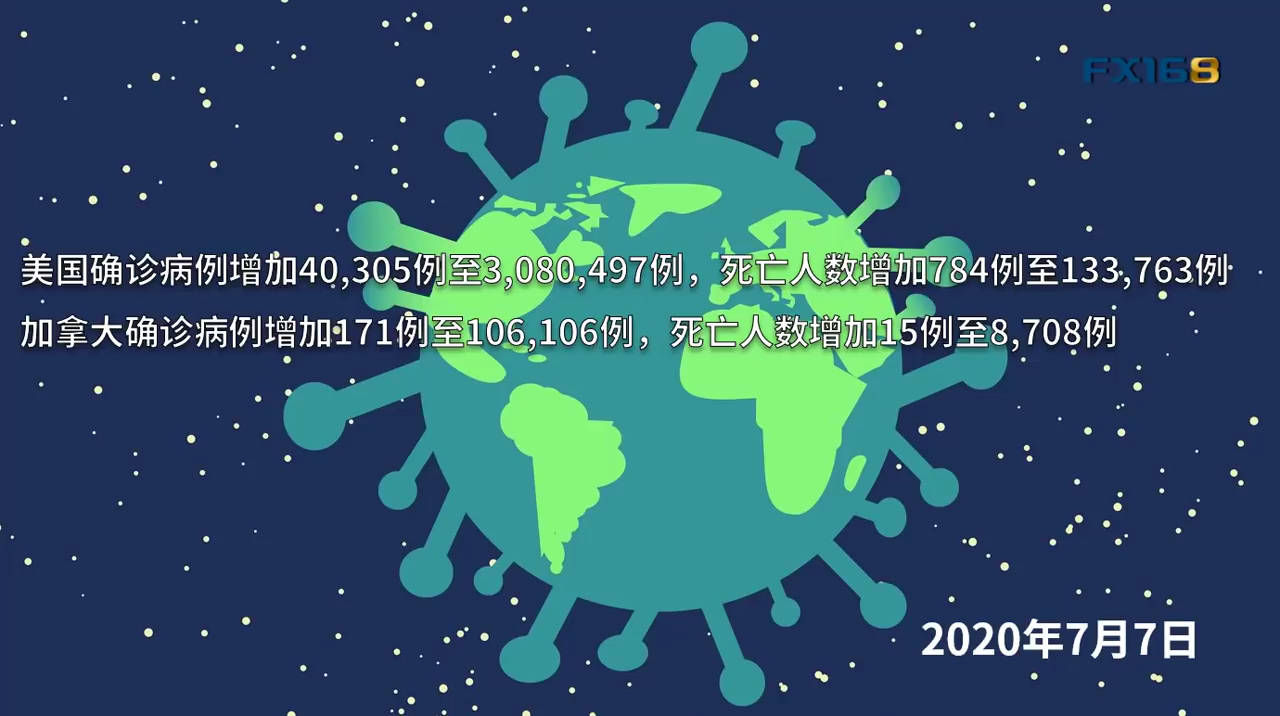 FX168
美国确诊病例增加40,305例至3,080,497例，死亡人数增加784例至133,763例
加拿大确诊病例增加171例至106,106例，死亡人数增加15例至8,708例
2020年7月7日